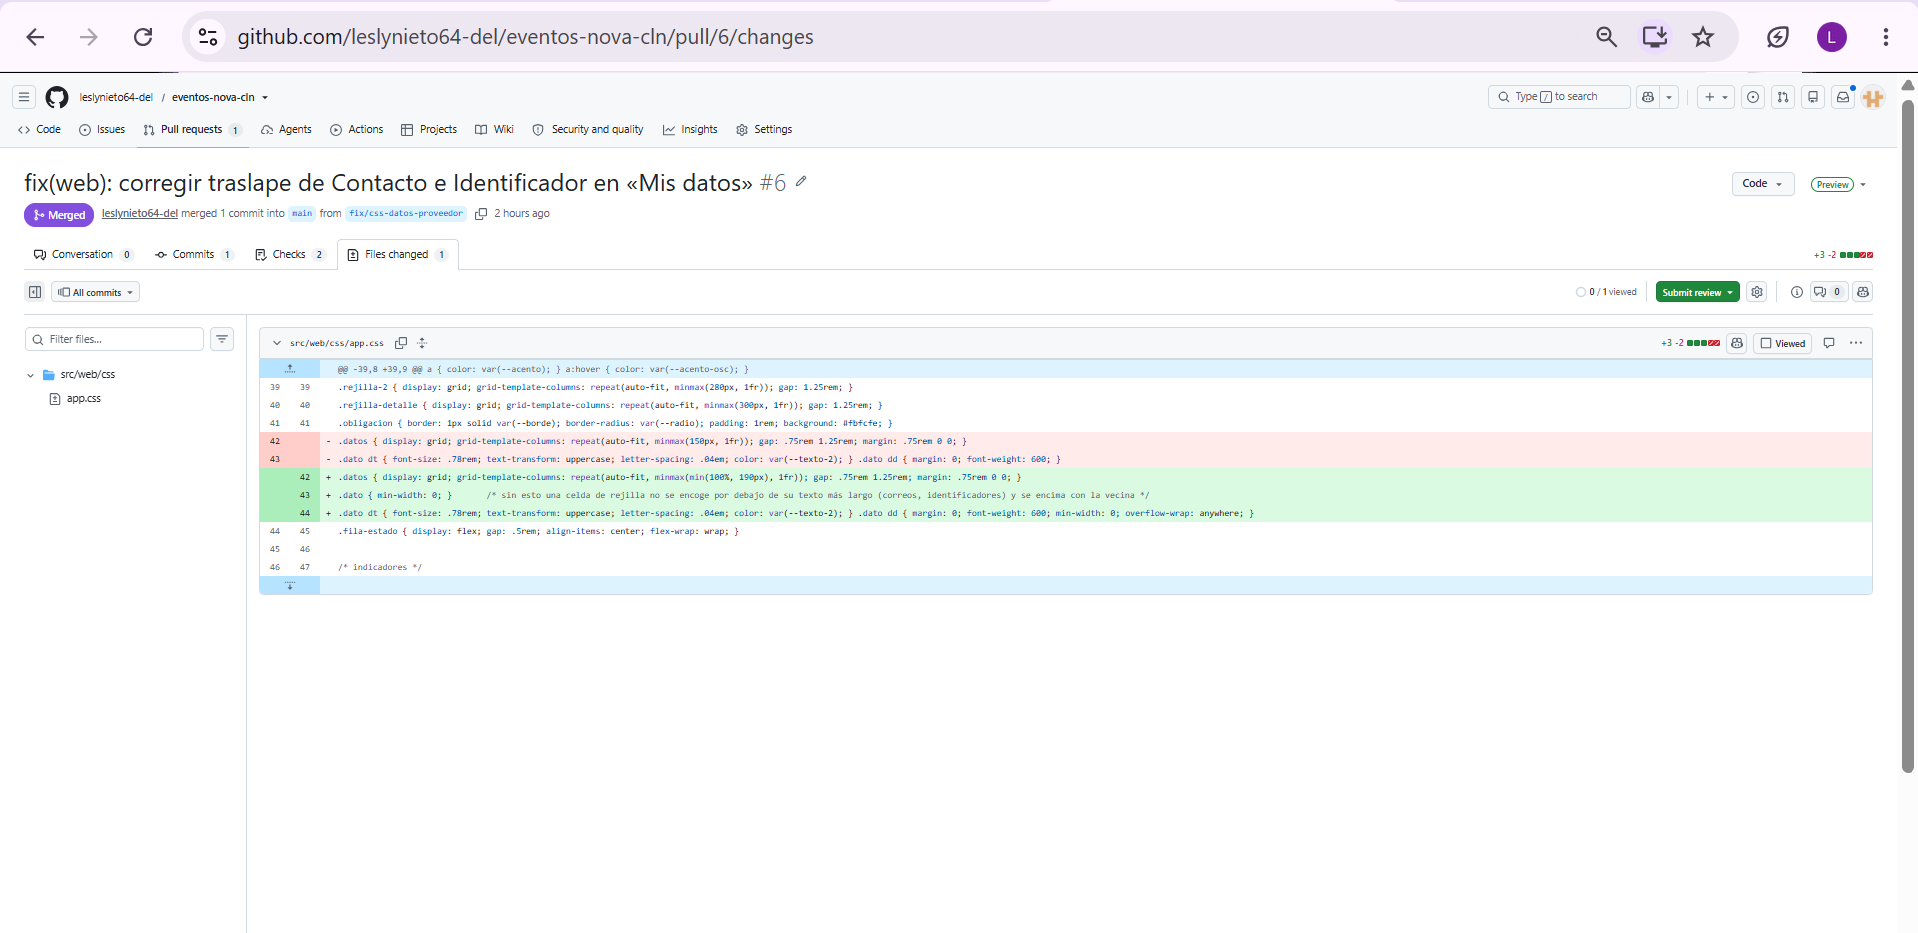 github.com/leslynieto64-del/eventos-nova-cln/pull/6/changes
L
leslynieto64-del / eventos-nova-cln
Type / to search
Code
Issues
Pull requests 1
Agents
Actions
Projects
Wiki
Security and quality
Insights
Settings
fix(web): corregir traslape de Contacto e Identificador en «Mis datos» #6
Code
Preview
Merged
leslynieto64-del merged 1 commit into main from fix/css-datos-proveedor 2 hours ago
Conversation 0
Commits 1
Checks 2
Files changed 1
+3 -2
All commits
0 / 1 viewed
Submit review
0
Filter files...
src/web/css
app.css
src/web/css/app.css
+3 -2
Viewed
@@ -39,8 +39,9 @@ a { color: var(--acento); } a:hover { color: var(--acento-osc); }
39 39 .rejilla-2 { display: grid; grid-template-columns: repeat(auto-fit, minmax(280px, 1fr)); gap: 1.25rem; }
40 40 .rejilla-detalle { display: grid; grid-template-columns: repeat(auto-fit, minmax(300px, 1fr)); gap: 1.25rem; }
41 41 .obligacion { border: 1px solid var(--borde); border-radius: var(--radio); padding: 1rem; background: #fbfcfe; }
42 - .datos { display: grid; grid-template-columns: repeat(auto-fit, minmax(150px, 1fr)); gap: .75rem 1.25rem; margin: .75rem 0 0; }
43 - .dato dt { font-size: .78rem; text-transform: uppercase; letter-spacing: .04em; color: var(--texto-2); } .dato dd { margin: 0; font-weight: 600; }
42 + .datos { display: grid; grid-template-columns: repeat(auto-fit, minmax(min(100%, 190px), 1fr)); gap: .75rem 1.25rem; margin: .75rem 0 0; }
43 + .dato { min-width: 0; } /* sin esto una celda de rejilla no se encoge por debajo de su texto más largo (correos, identificadores) y se encima con la vecina */
44 + .dato dt { font-size: .78rem; text-transform: uppercase; letter-spacing: .04em; color: var(--texto-2); } .dato dd { margin: 0; font-weight: 600; min-width: 0; overflow-wrap: anywhere; }
44 45 .fila-estado { display: flex; gap: .5rem; align-items: center; flex-wrap: wrap; }
45 46
46 47 /* indicadores */